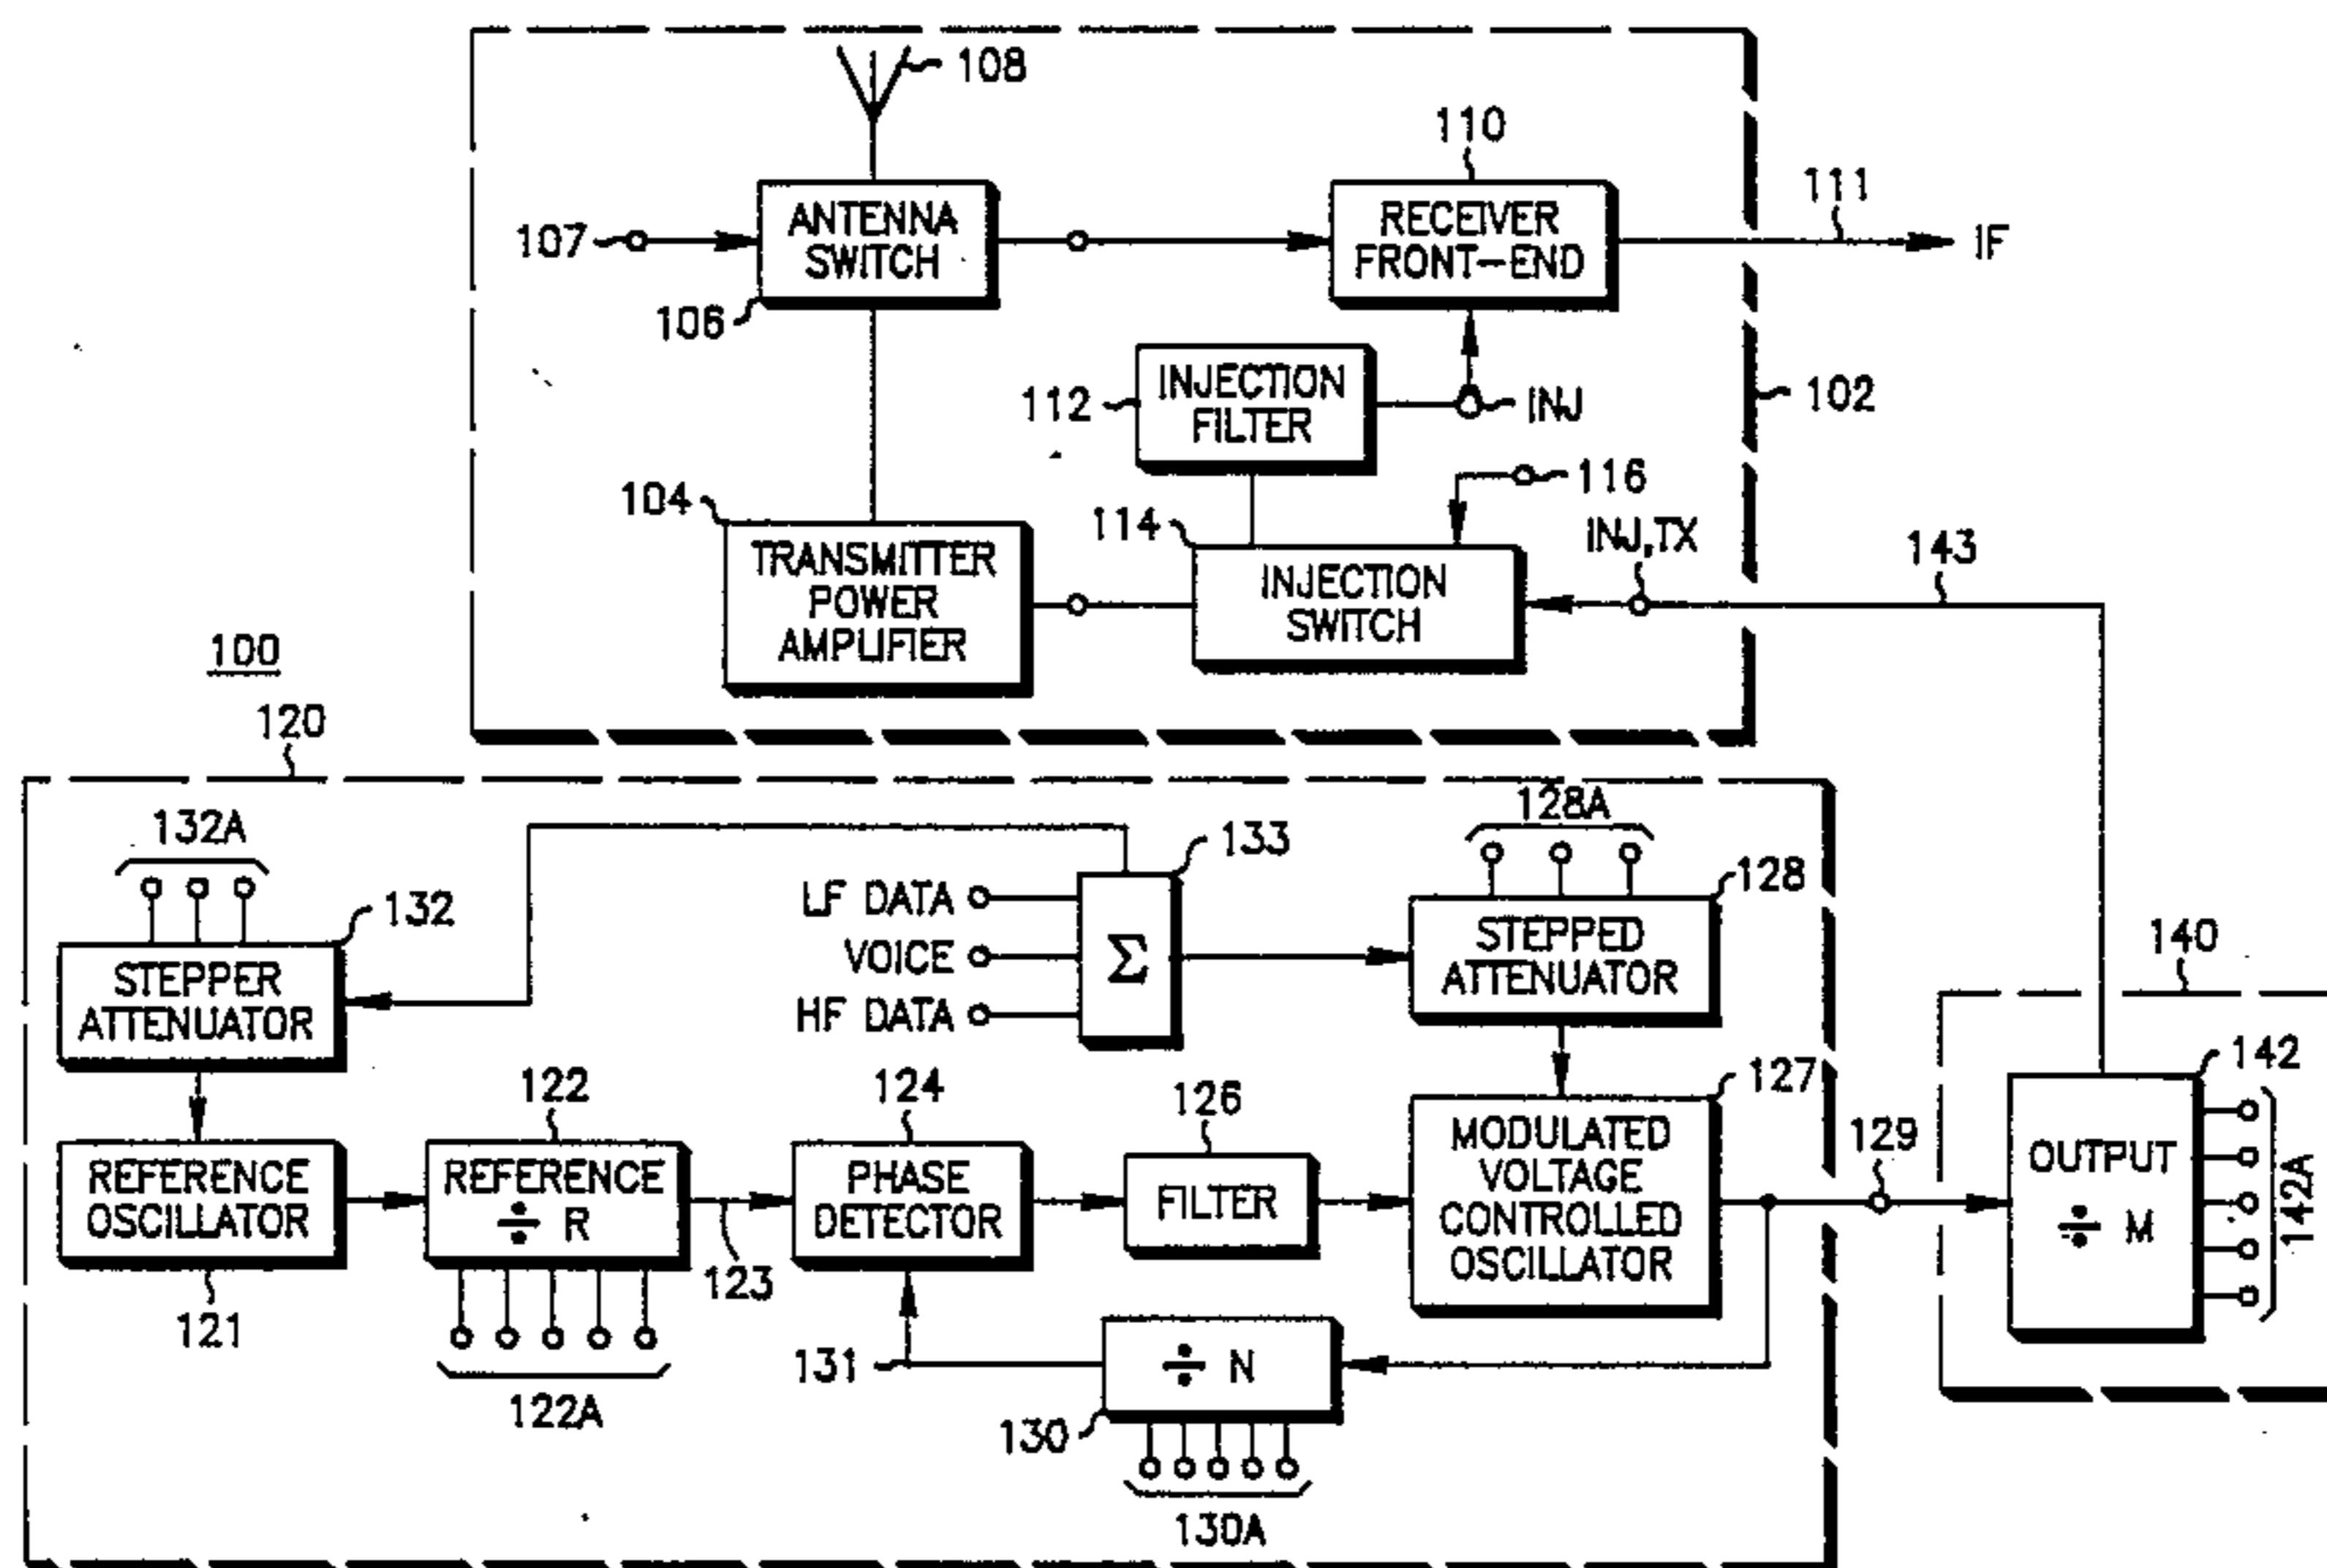 108
110
107
ANTENNA
SWITCH
RECEIVER
FRONT-END
111
IF
106
112
INJECTION
FILTER
INJ
102
104
116
114
INJ,TX
143
TRANSMITTER
POWER
AMPLIFIER
INJECTION
SWITCH
100
120
132A
133
128A
132
LF DATA
128
STEPPER
ATTENUATOR
VOICE
Σ
STEPPED
ATTENUATOR
140
HF DATA
122
124
126
127
142
REFERENCE
OSCILLATOR
REFERENCE
÷ R
PHASE
DETECTOR
FILTER
MODULATED
VOLTAGE
CONTROLLED
OSCILLATOR
129
OUTPUT
÷ M
142A
123
121
131
÷ N
122A
130
130A